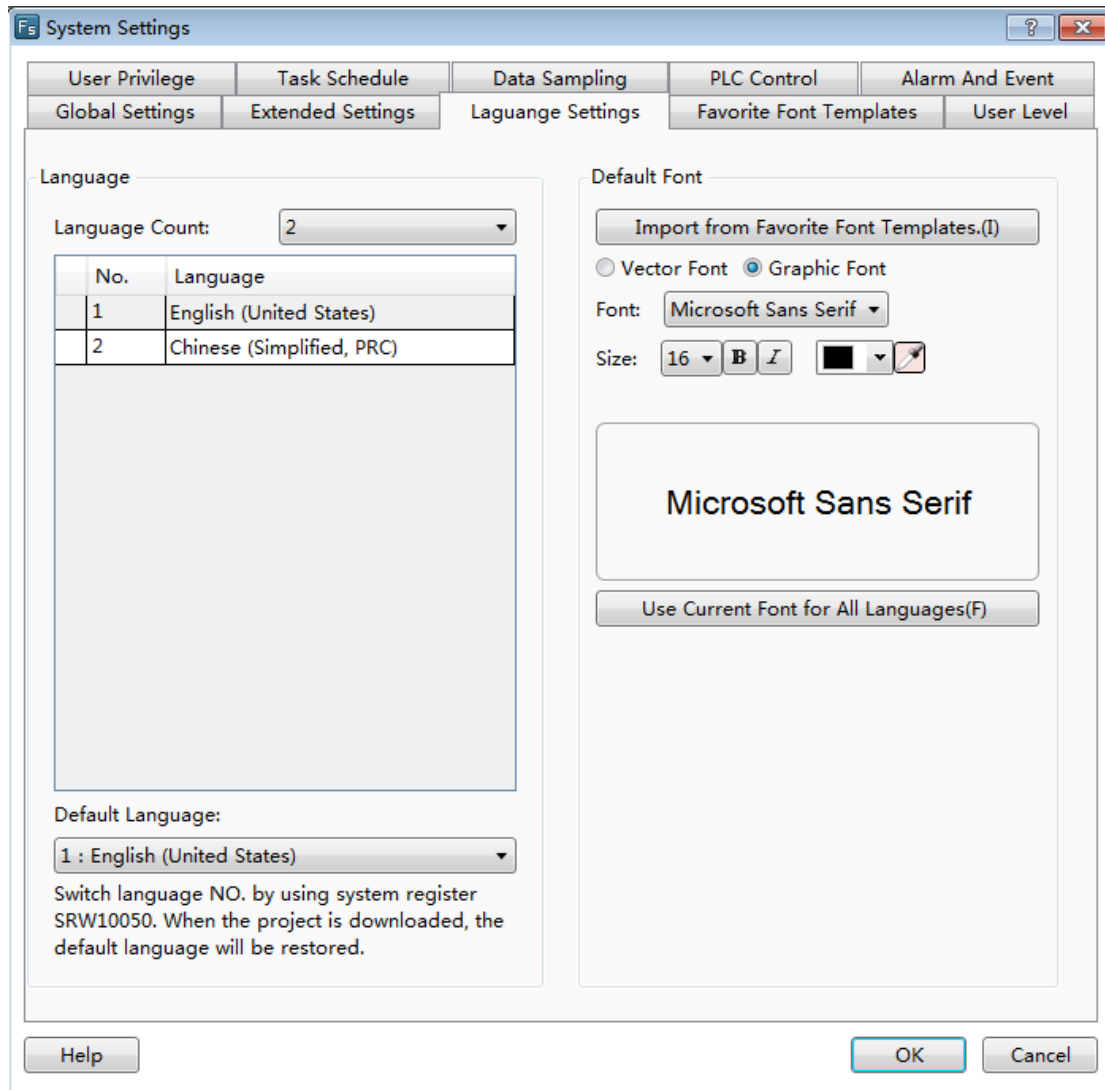 Fs System Settings
?
User Privilege Task Schedule Data Sampling PLC Control Alarm And Event
Global Settings Extended Settings Laguange Settings Favorite Font Templates User Level
Language
Language Count: 2
No. Language
1 English (United States)
2 Chinese (Simplified, PRC)
Default Language:
1 : English (United States)
Switch language NO. by using system register
SRW10050. When the project is downloaded, the
default language will be restored.
Default Font
Import from Favorite Font Templates.(I)
Vector Font Graphic Font
Font: Microsoft Sans Serif
Size: 16 B I
Microsoft Sans Serif
Use Current Font for All Languages(F)
Help OK Cancel